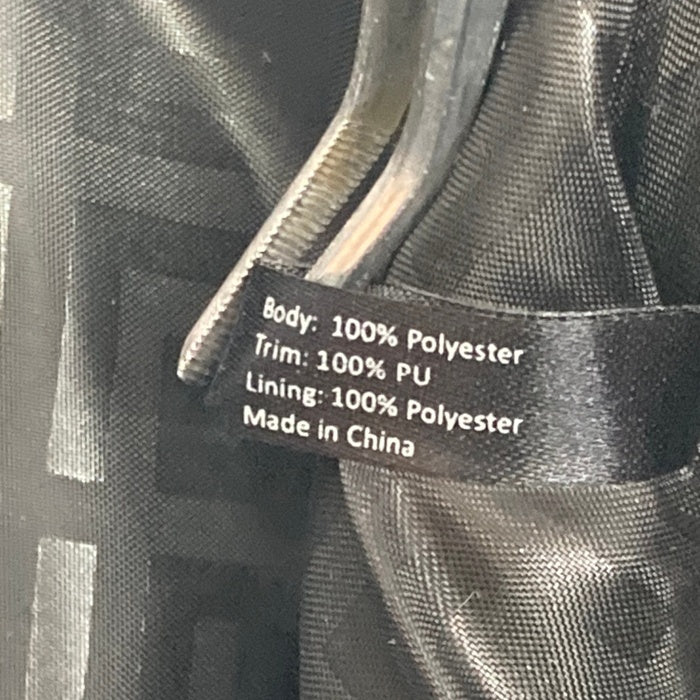 Body: 100% Polyester
Trim: 100% PU
Lining: 100% Polyester
Made in China